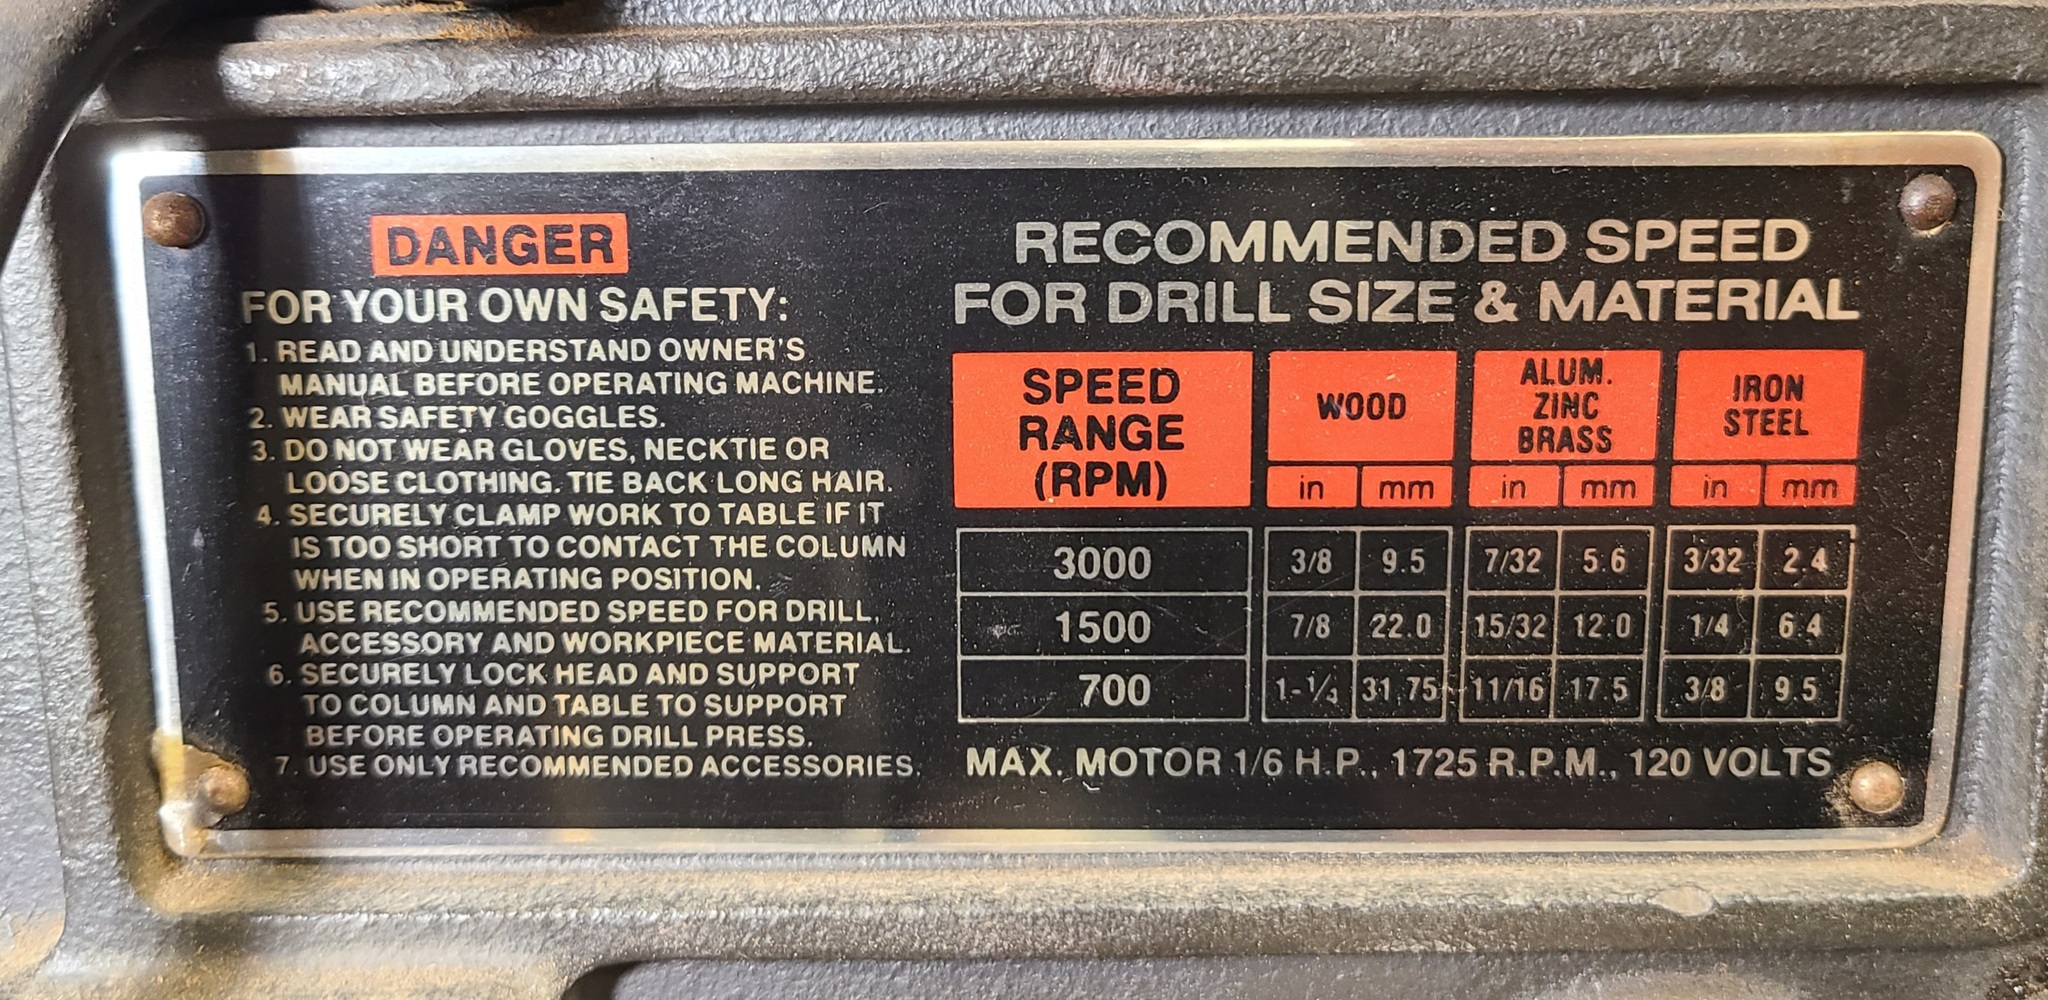 DANGER
FOR YOUR OWN SAFETY:
1. READ AND UNDERSTAND OWNER'S
MANUAL BEFORE OPERATING MACHINE.
2. WEAR SAFETY GOGGLES.
3. DO NOT WEAR GLOVES, NECKTIE OR
LOOSE CLOTHING. TIE BACK LONG HAIR.
4. SECURELY CLAMP WORK TO TABLE IF IT
IS TOO SHORT TO CONTACT THE COLUMN
WHEN IN OPERATING POSITION.
5. USE RECOMMENDED SPEED FOR DRILL,
ACCESSORY AND WORKPIECE MATERIAL.
6. SECURELY LOCK HEAD AND SUPPORT
TO COLUMN AND TABLE TO SUPPORT
BEFORE OPERATING DRILL PRESS.
7. USE ONLY RECOMMENDED ACCESSORIES.
RECOMMENDED SPEED
FOR DRILL SIZE & MATERIAL
SPEED
RANGE
(RPM)
WOOD
ALUM.
ZINC
BRASS
IRON
STEEL
in mm in mm in mm
3000 3/8 9.5 7/32 5.6 3/32 2.4
1500 7/8 22.0 15/32 12.0 1/4 6.4
700 1-1/4 31.75 11/16 17.5 3/8 9.5
MAX. MOTOR 1/6 H.P., 1725 R.P.M., 120 VOLTS